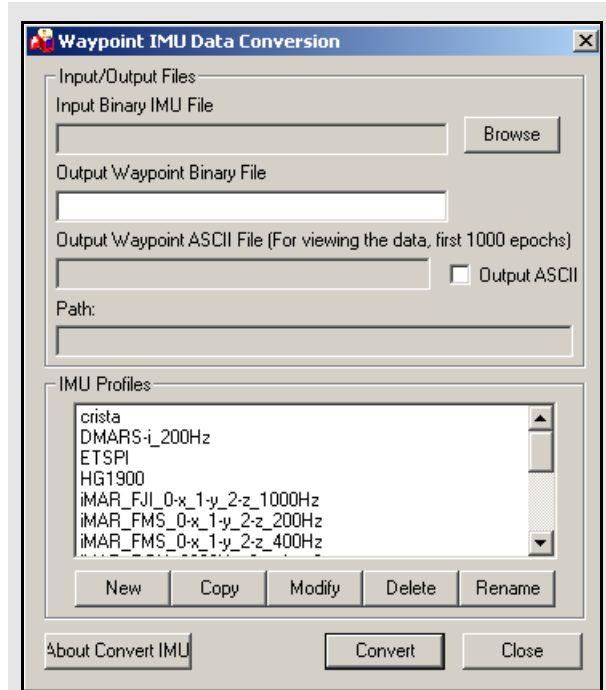 Waypoint IMU Data Conversion
Input/Output Files
Input Binary IMU File
Browse
Output Waypoint Binary File
Output Waypoint ASCII File (For viewing the data, first 1000 epochs)
Output ASCII
Path:
IMU Profiles
crista
DMARS-i_200Hz
ETSPI
HG1900
iMAR_FJI_0-x_1-y_2-z_1000Hz
iMAR_FMS_0-x_1-y_2-z_200Hz
iMAR_FMS_0-x_1-y_2-z_400Hz
New Copy Modify Delete Rename
About Convert IMU Convert Close